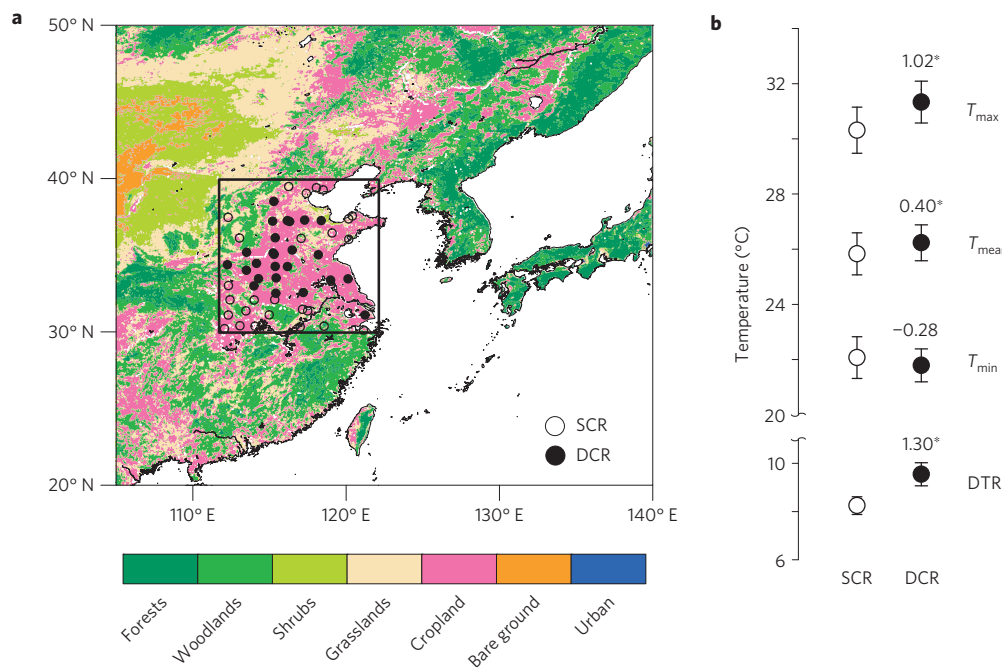 a
50° N
40° N
30° N
20° N
110° E
120° E
130° E
140° E
SCR
DCR
Forests
Woodlands
Shrubs
Grasslands
Cropland
Bare ground
Urban
b
Temperature (°C)
32
28
24
20
10
6
1.02*
Tmax
0.40*
Tmea
−0.28
Tmin
1.30*
DTR
SCR
DCR